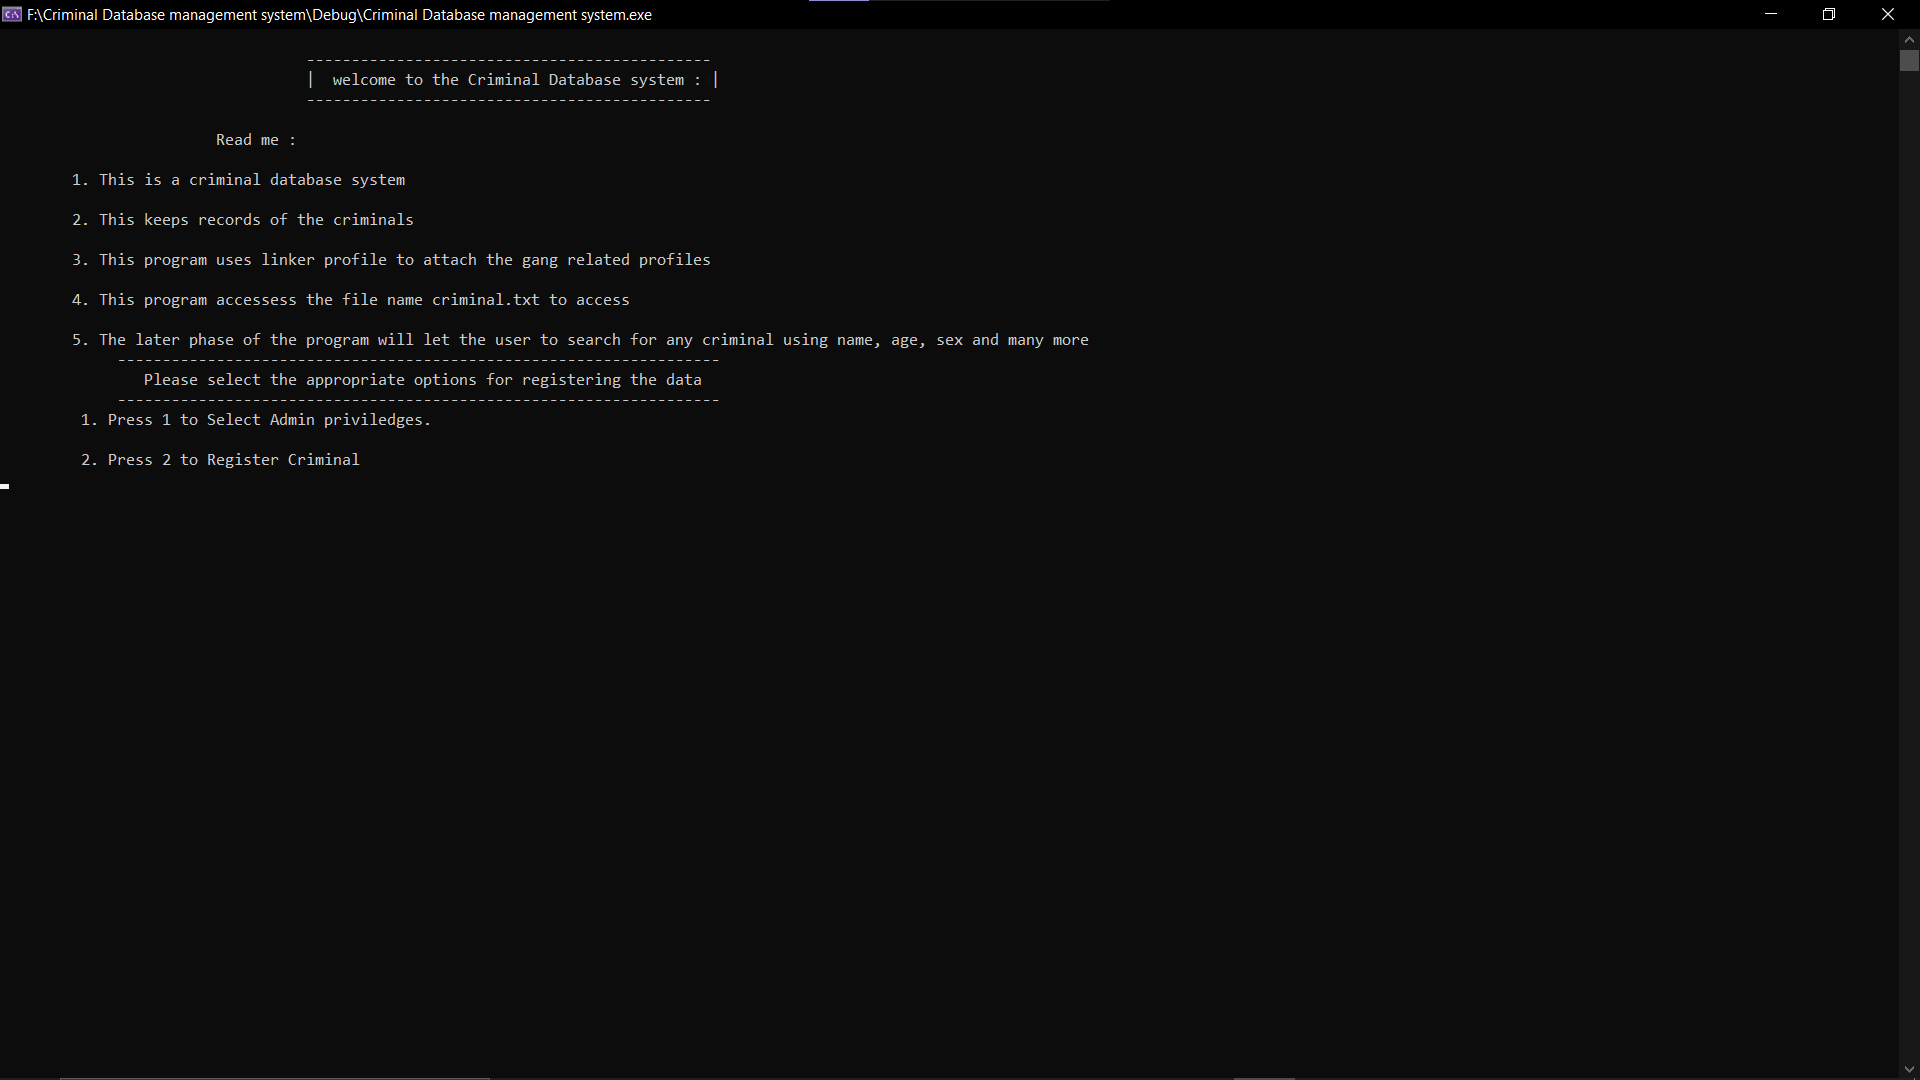 F:\Criminal Database management system\Debug\Criminal Database management system.exe
---------------------------------------------
|  welcome to the Criminal Database system : |
---------------------------------------------
Read me :
1. This is a criminal database system
2. This keeps records of the criminals
3. This program uses linker profile to attach the gang related profiles
4. This program accessess the file name criminal.txt to access
5. The later phase of the program will let the user to search for any criminal using name, age, sex and many more
-------------------------------------------------------------------
Please select the appropriate options for registering the data
-------------------------------------------------------------------
1. Press 1 to Select Admin priviledges.
2. Press 2 to Register Criminal